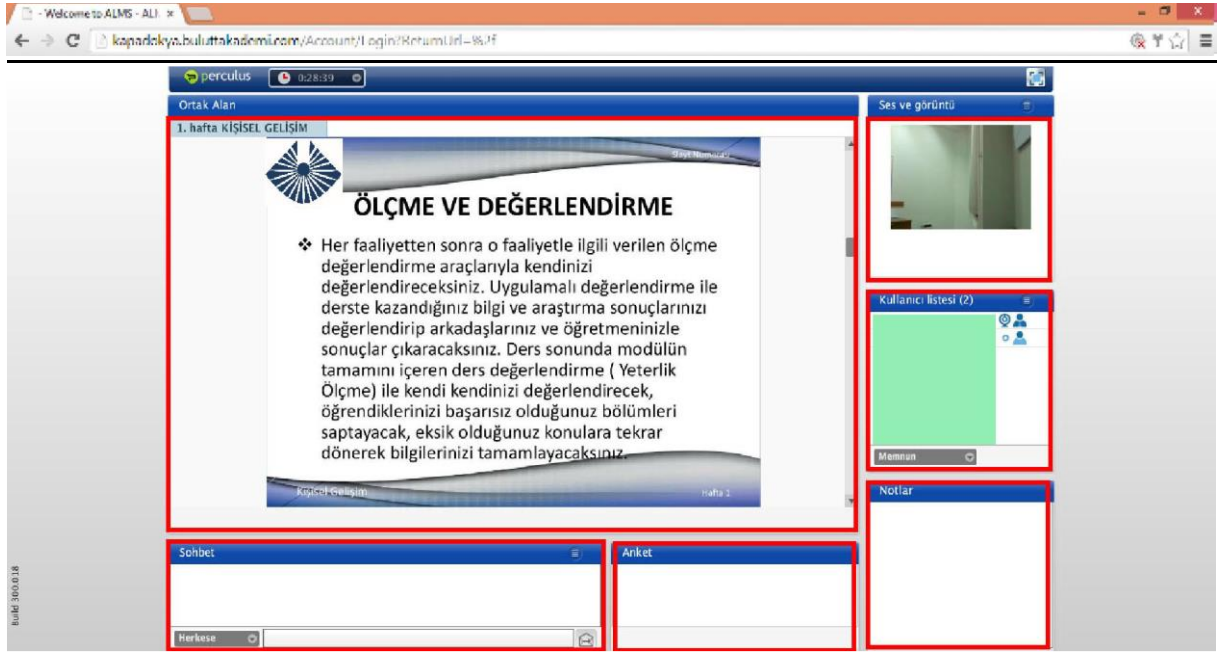 - Welcome to ALMS - ALI
kapadokya.buluttakademi.com/Account/Login?ReturnUrl=%2f
perculus
0:28:39
Ortak Alan
1. hafta KİŞİSEL GELİŞİM
Slayt Numarası
ÖLÇME VE DEĞERLENDİRME
❖ Her faaliyetten sonra o faaliyetle ilgili verilen ölçme
değerlendirme araçlarıyla kendinizi
değerlendireceksiniz. Uygulamalı değerlendirme ile
derste kazandığınız bilgi ve araştırma sonuçlarınızı
değerlendirip arkadaşlarınız ve öğretmeninizle
sonuçlar çıkaracaksınız. Ders sonunda modülün
tamamını içeren ders değerlendirme ( Yeterlik
Ölçme) ile kendi kendinizi değerlendirecek,
öğrendiklerinizi başarısız olduğunuz bölümleri
saptayacak, eksik olduğunuz konulara tekrar
dönerek bilgilerinizi tamamlayacaksınız.
Kişisel Gelişim
Hafta 1
Ses ve görüntü
Kullanıcı listesi (2)
Memnun
Notlar
Sohbet
Herkese
Anket
Build 300.018